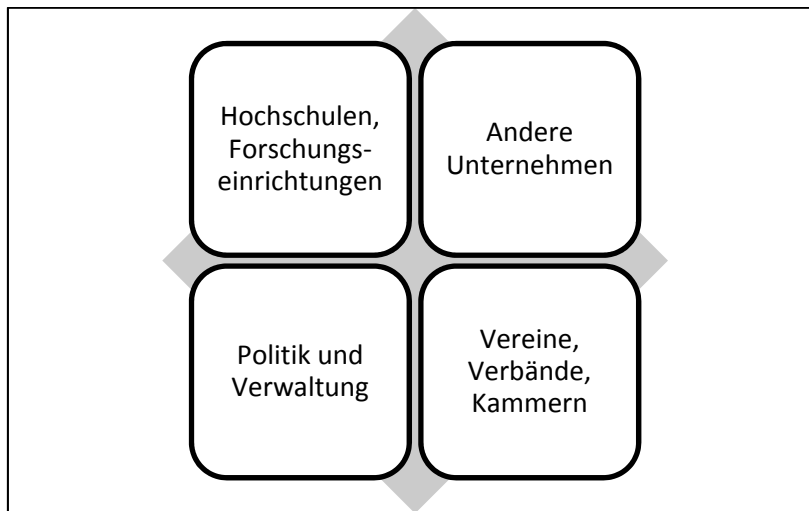 Hochschulen,
Forschungs-
einrichtungen
Andere
Unternehmen
Politik und
Verwaltung
Vereine,
Verbände,
Kammern